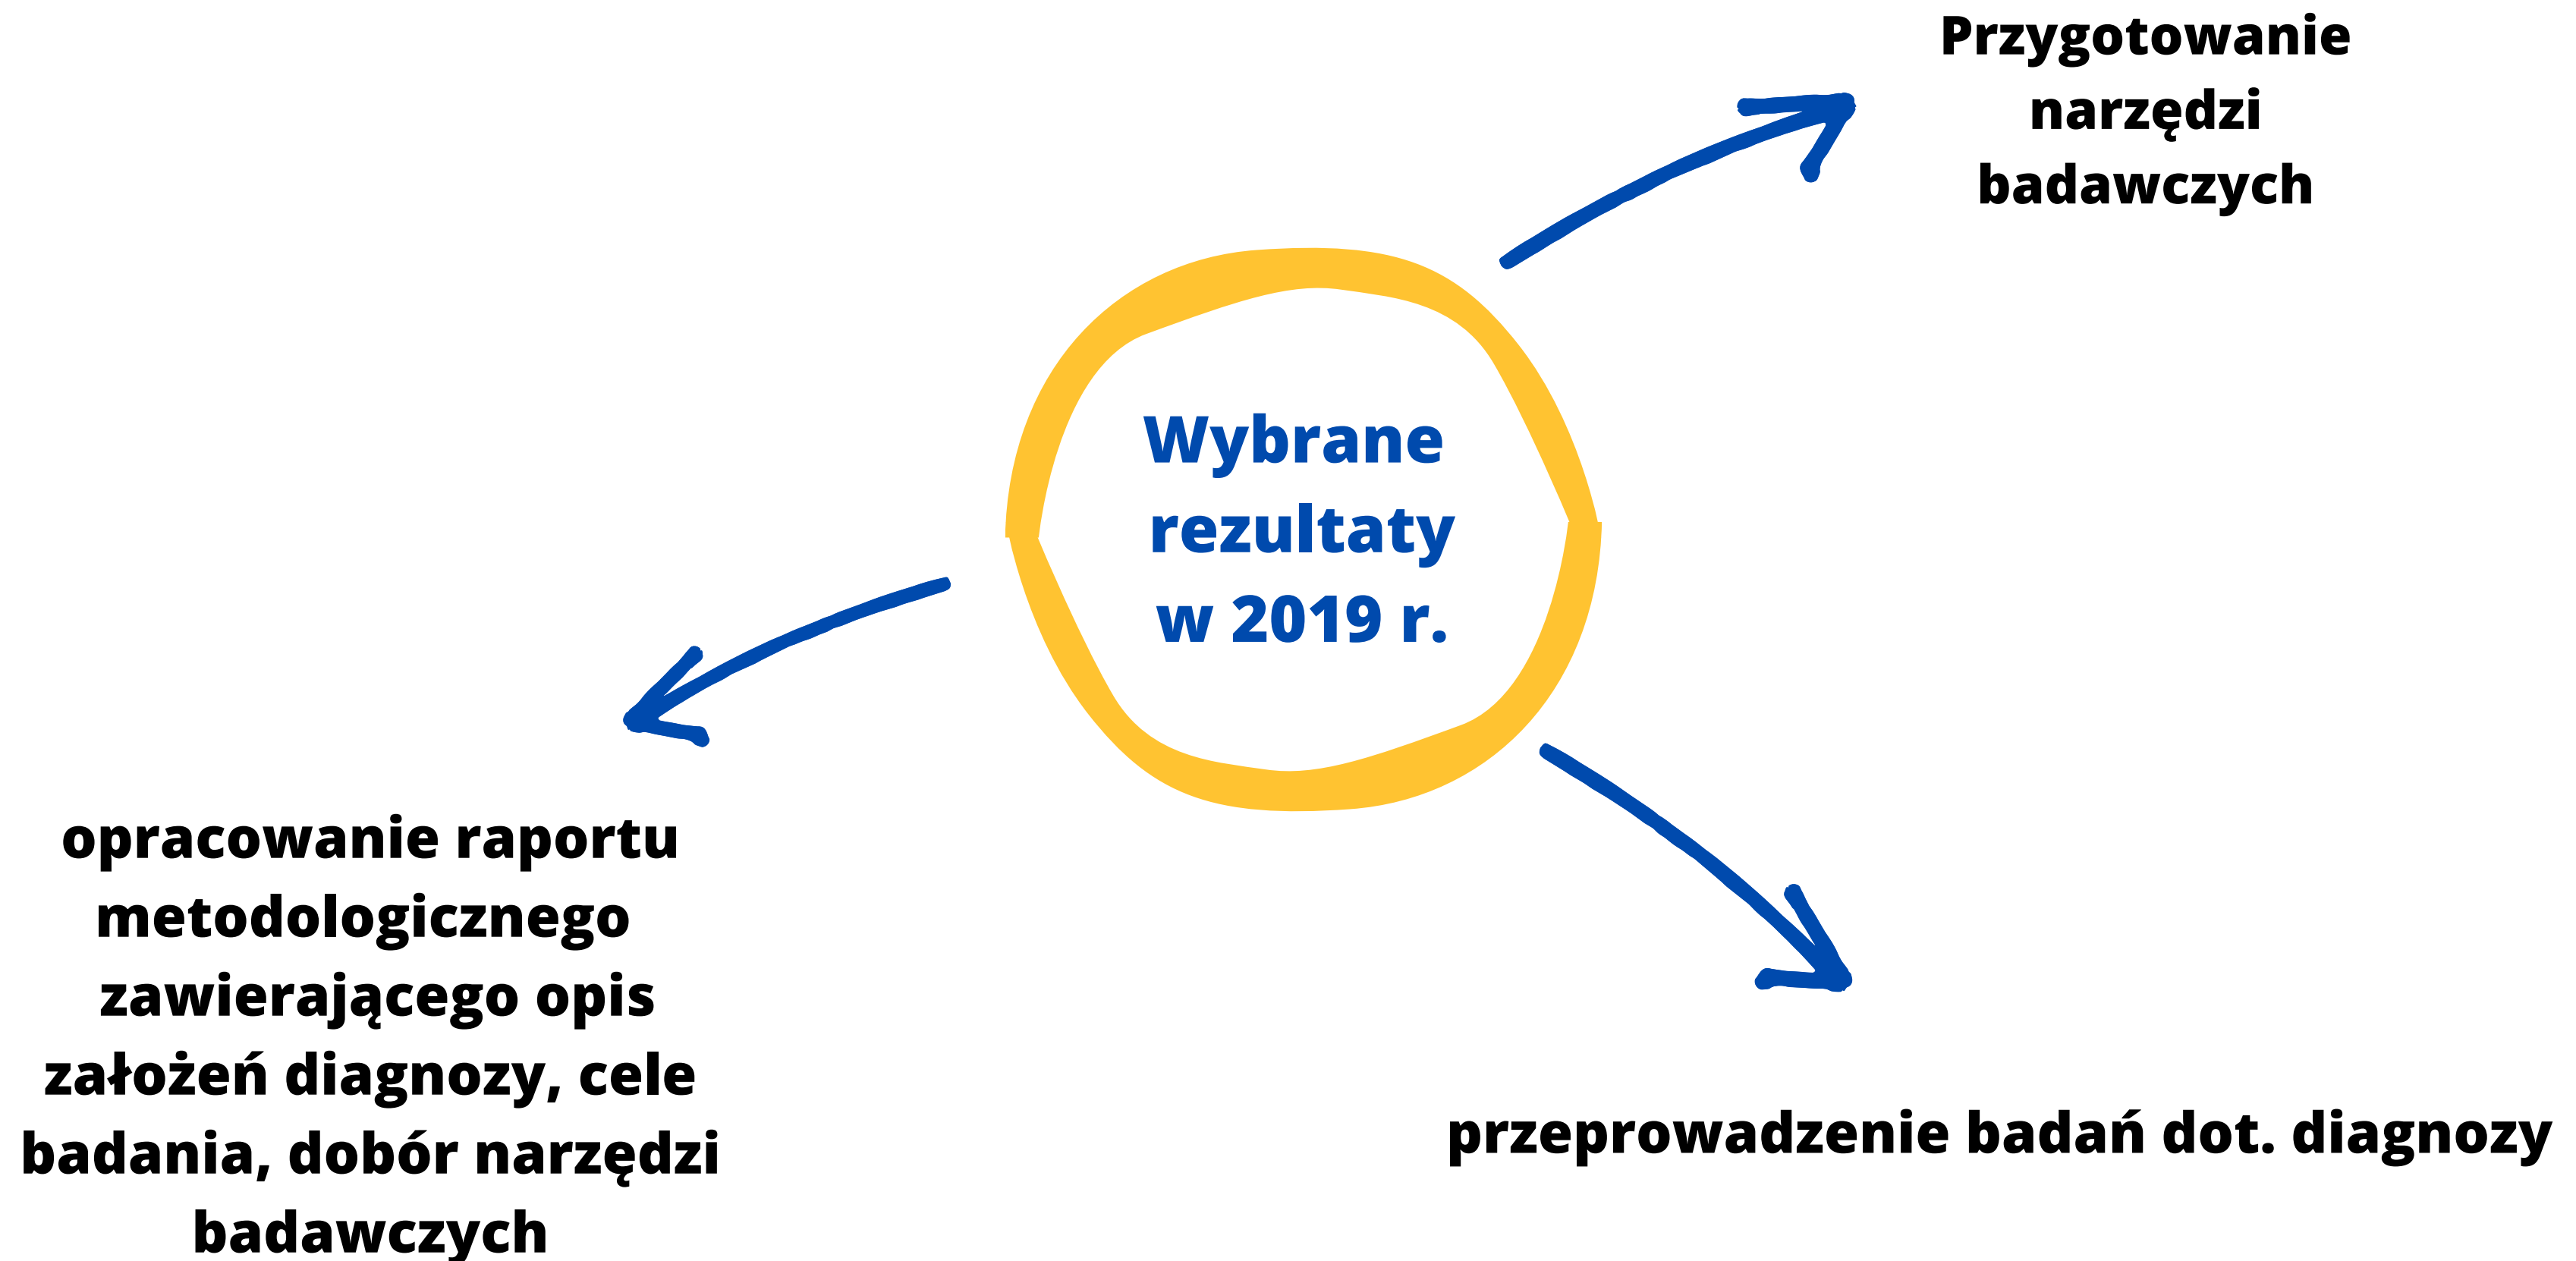 Przygotowanie
narzędzi
badawczych
Wybrane
rezultaty
w 2019 r.
opracowanie raportu
metodologicznego
zawierającego opis
założeń diagnozy, cele
badania, dobór narzędzi
badawczych
przeprowadzenie badań dot. diagnozy